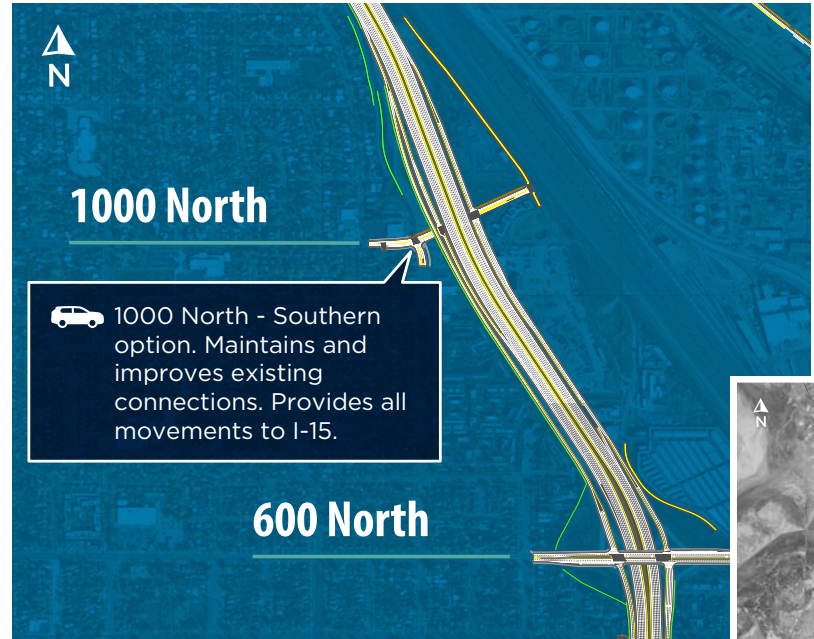 N
1000 North
1000 North - Southern
option. Maintains and
improves existing
connections. Provides all
movements to I-15.
600 North
N